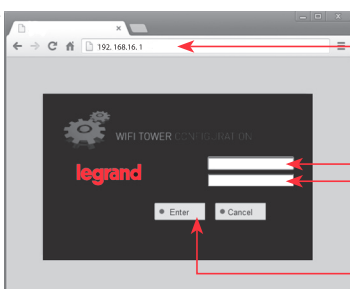 192. 168.16. 1
WIFI TOWER CONFIGURATION
legrand
Enter
Cancel